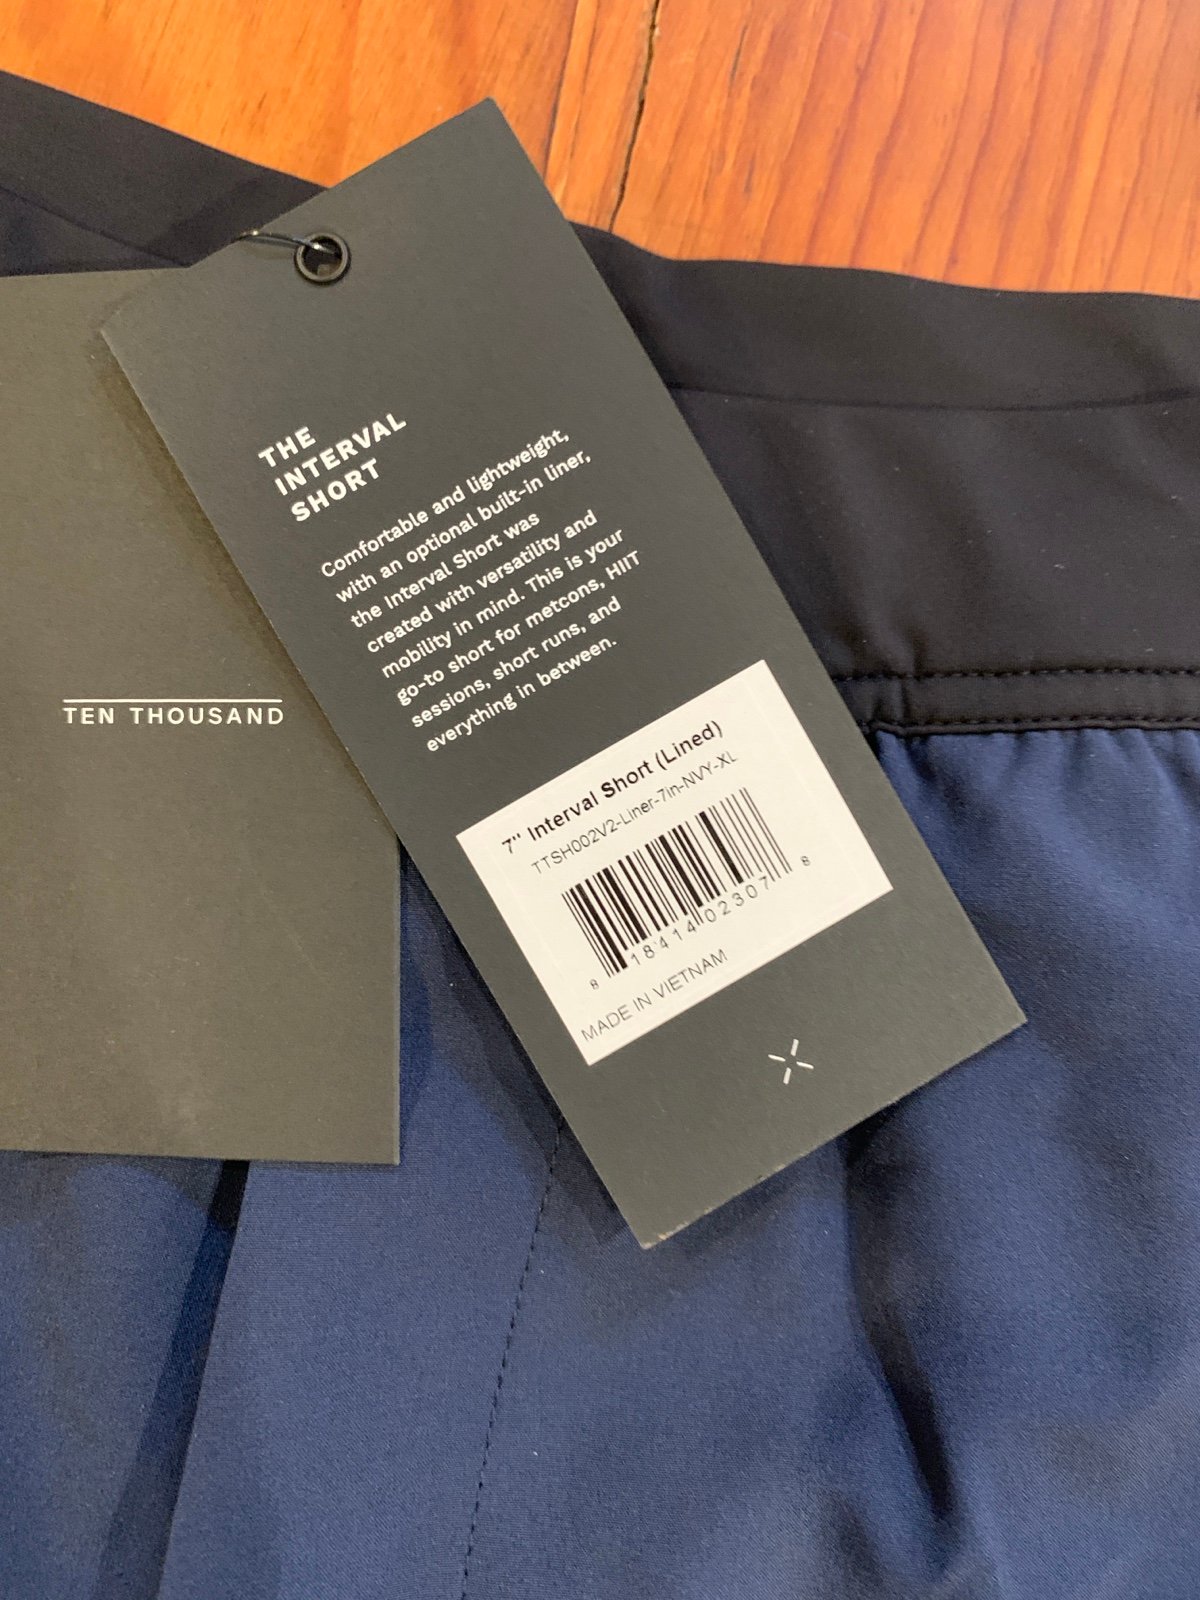 TEN THOUSAND
THE
INTERVAL
SHORT
Comfortable and lightweight,
with an optional built-in liner,
the Interval Short was
created with versatility and
mobility in mind. This is your
go-to short for metcons, HIIT
sessions, short runs, and
everything in between.
7'' Interval Short (Lined)
TTSH002V2-Liner-7in-NVY-XL
8 18414 02307 8
MADE IN VIETNAM